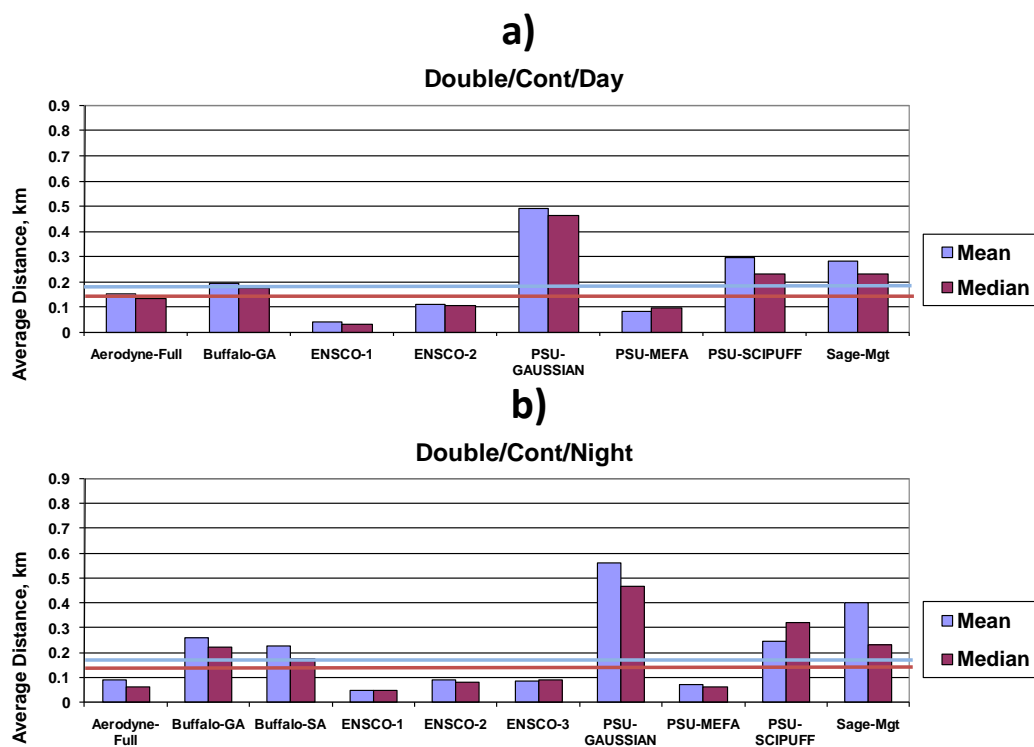 a)
Double/Cont/Day
Average Distance, km
0.9
0.8
0.7
0.6
0.5
0.4
0.3
0.2
0.1
0
Aerodyne-Full Buffalo-GA ENSCO-1 ENSCO-2 PSU- PSU-MEFA PSU-SCIPUFF Sage-Mgt
GAUSSIAN
Mean
Median
b)
Double/Cont/Night
Average Distance, km
0.9
0.8
0.7
0.6
0.5
0.4
0.3
0.2
0.1
0
Aerodyne- Buffalo-GA Buffalo-SA ENSCO-1 ENSCO-2 ENSCO-3 PSU- PSU-MEFA PSU- Sage-Mgt
Full GAUSSIAN SCIPUFF
Mean
Median